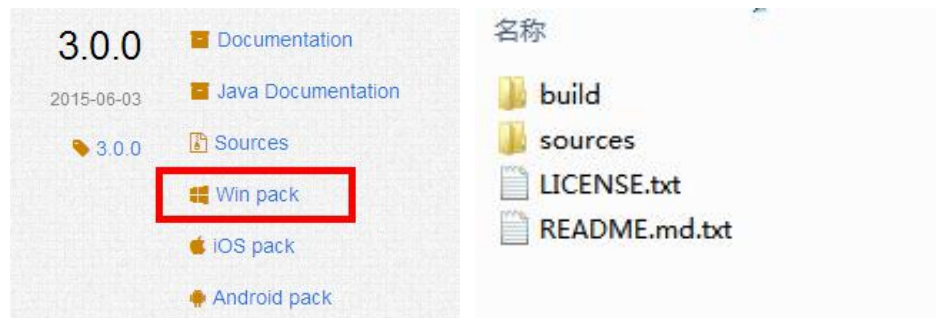 3.0.0
Documentation
2015-06-03
Java Documentation
3.0.0
Sources
Win pack
iOS pack
Android pack
名称
build
sources
LICENSE.txt
README.md.txt